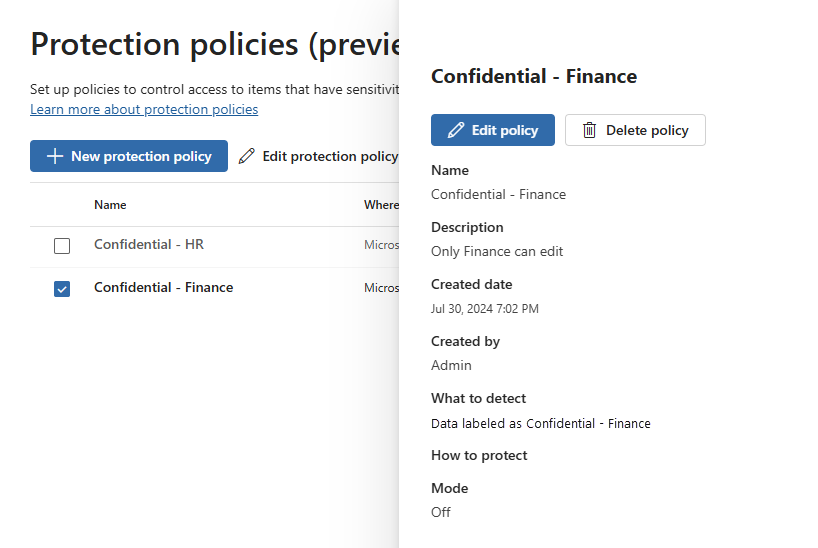 Protection policies (previe
Set up policies to control access to items that have sensitivit
Learn more about protection policies
New protection policy
Edit protection policy
Name
Where
Confidential - HR
Micros
Confidential - Finance
Micros
Confidential - Finance
Edit policy
Delete policy
Name
Confidential - Finance
Description
Only Finance can edit
Created date
Jul 30, 2024 7:02 PM
Created by
Admin
What to detect
Data labeled as Confidential - Finance
How to protect
Mode
Off